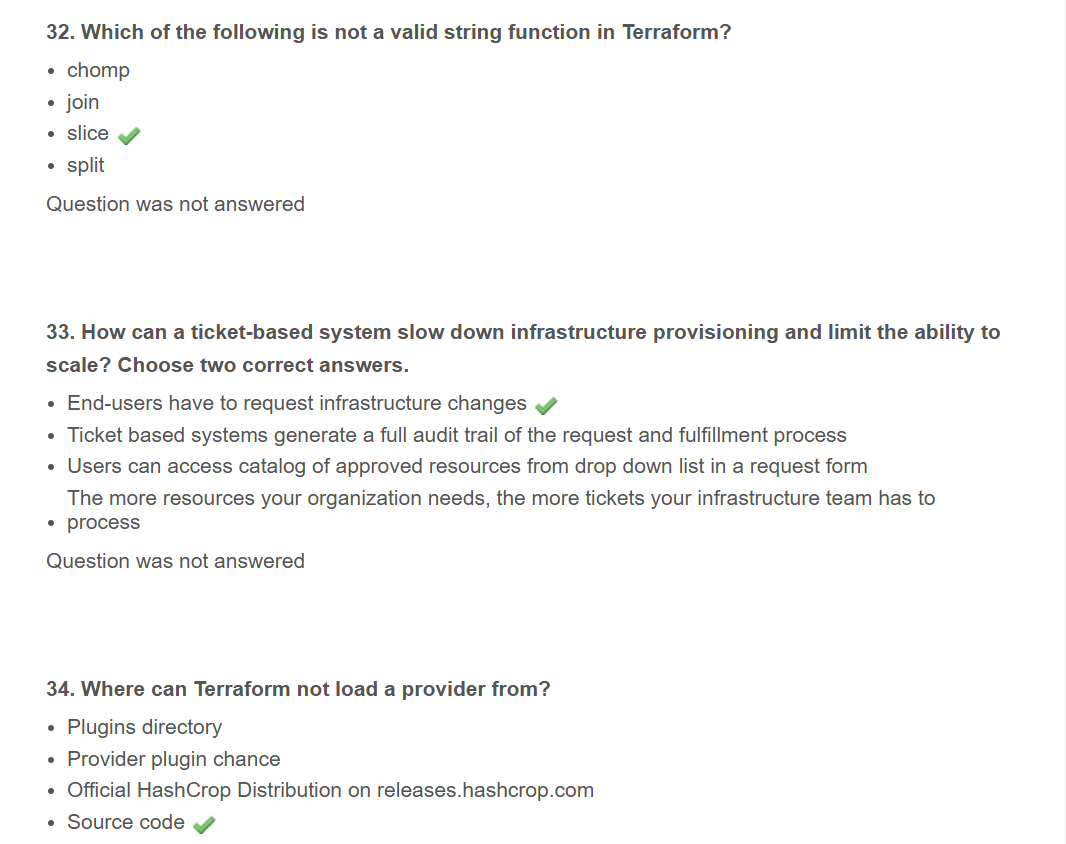 32. Which of the following is not a valid string function in Terraform?
• chomp
• join
• slice
• split
Question was not answered
33. How can a ticket-based system slow down infrastructure provisioning and limit the ability to
scale? Choose two correct answers.
• End-users have to request infrastructure changes
• Ticket based systems generate a full audit trail of the request and fulfillment process
• Users can access catalog of approved resources from drop down list in a request form
The more resources your organization needs, the more tickets your infrastructure team has to
• process
Question was not answered
34. Where can Terraform not load a provider from?
• Plugins directory
• Provider plugin chance
• Official HashCrop Distribution on releases.hashcrop.com
• Source code